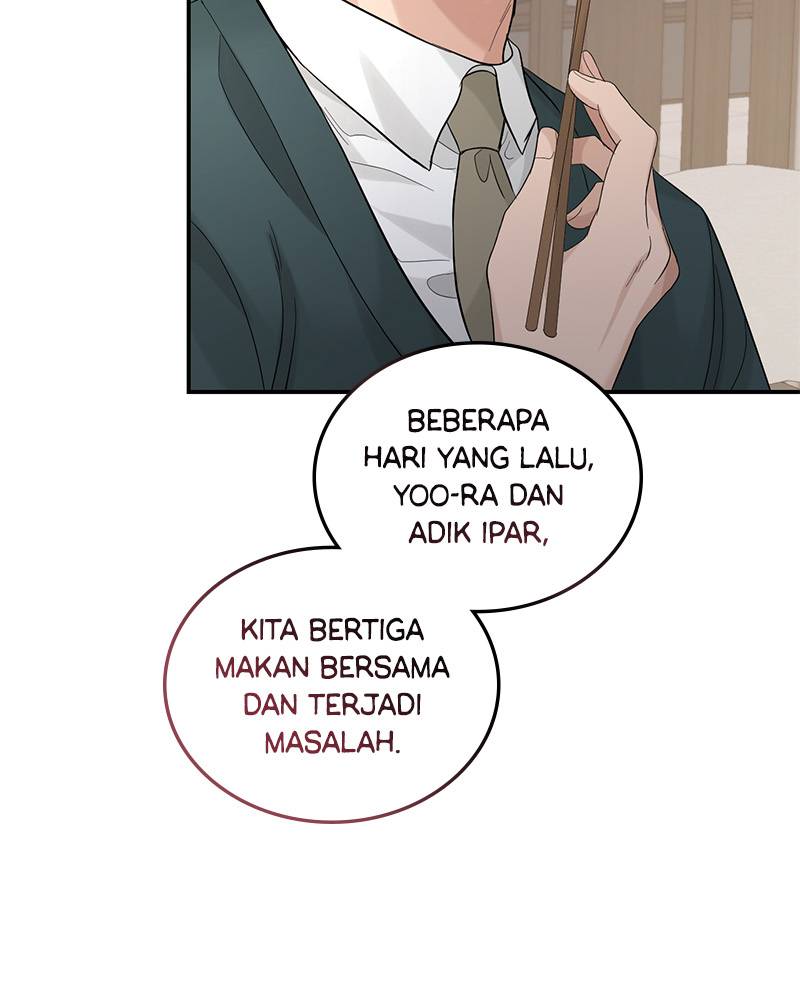 BEBERAPA
HARI YANG LALU,
YOO-RA DAN
ADIK IPAR,
KITA BERTIGA
MAKAN BERSAMA
DAN TERJADI
MASALAH.